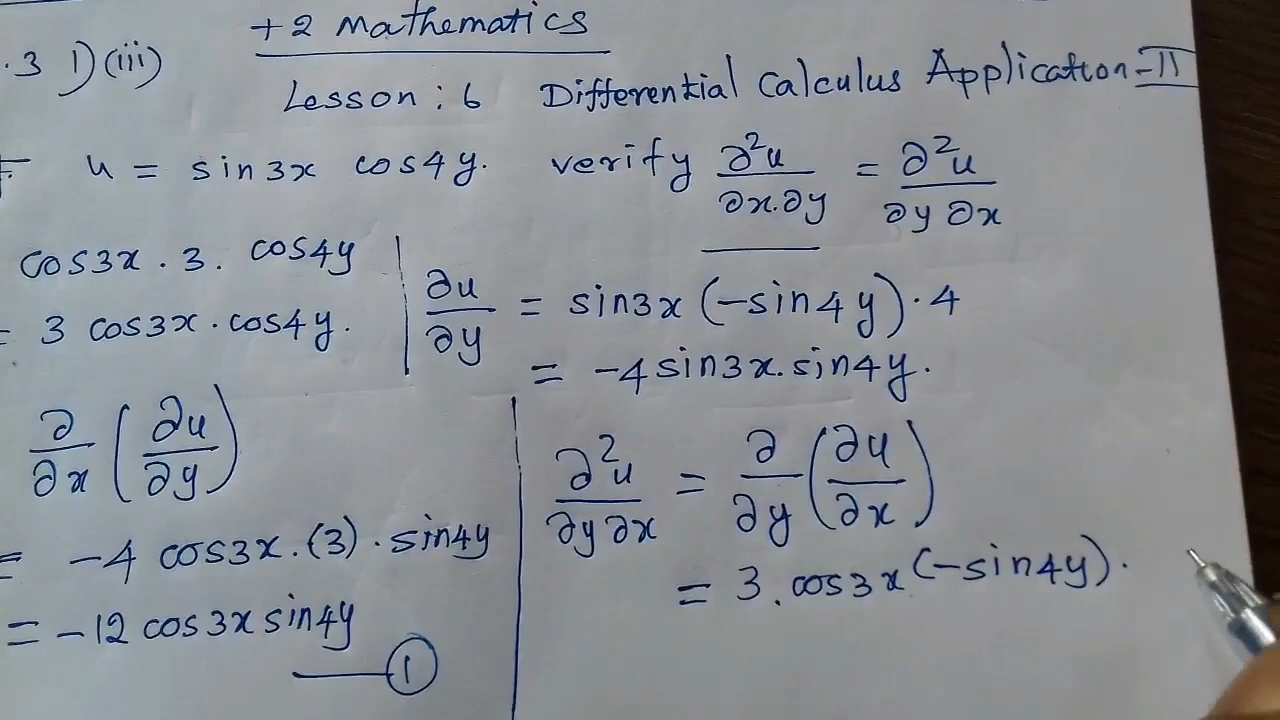 +2 Mathematics
.3 1)(iii)
Lesson : 6 Differential Calculus Application-II
u = sin3x cos4y. verify ∂²u/∂x.∂y = ∂²u/∂y ∂x
cos3x . 3 . cos4y
= 3 cos3x . cos4y.
∂u/∂y = sin3x (-sin4y) . 4
= -4 sin3x . sin4y.
∂/∂x (∂u/∂y)
= -4 cos3x . (3) . sin4y
= -12 cos3x sin4y
—— ①
∂²u/∂y ∂x = ∂/∂y (∂u/∂x)
= 3 . cos3x (-sin4y) .